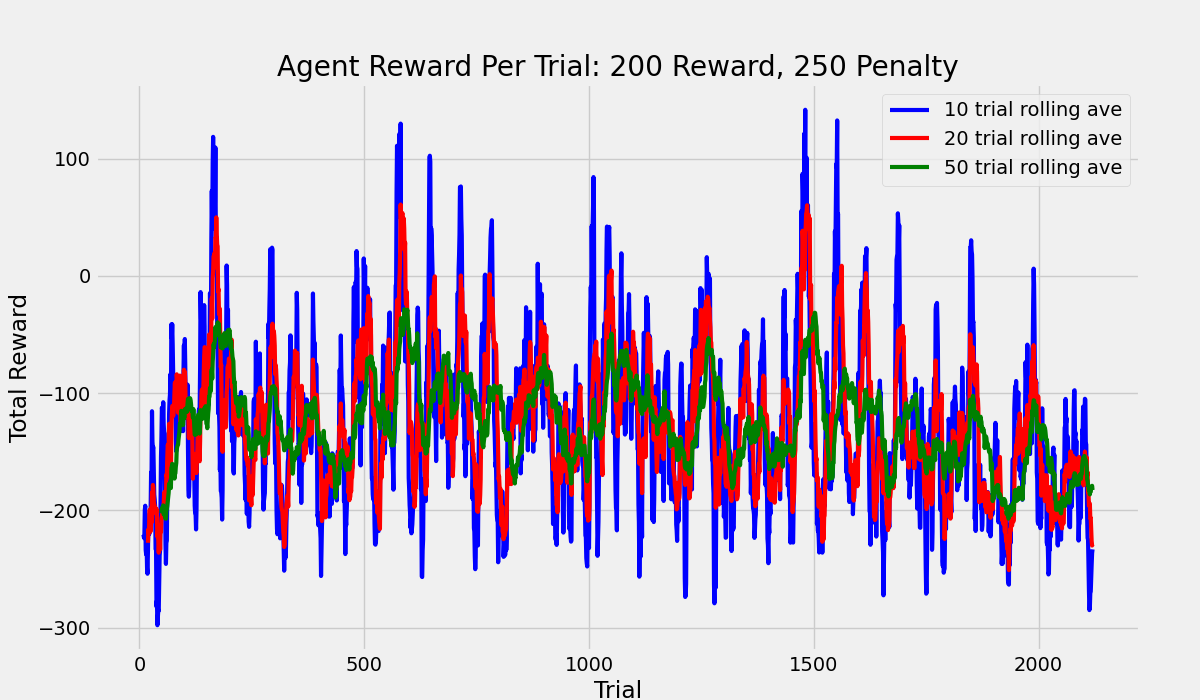 Agent Reward Per Trial: 200 Reward, 250 Penalty
10 trial rolling ave
20 trial rolling ave
50 trial rolling ave
100
0
−100
−200
−300
Total Reward
0 500 1000 1500 2000
Trial